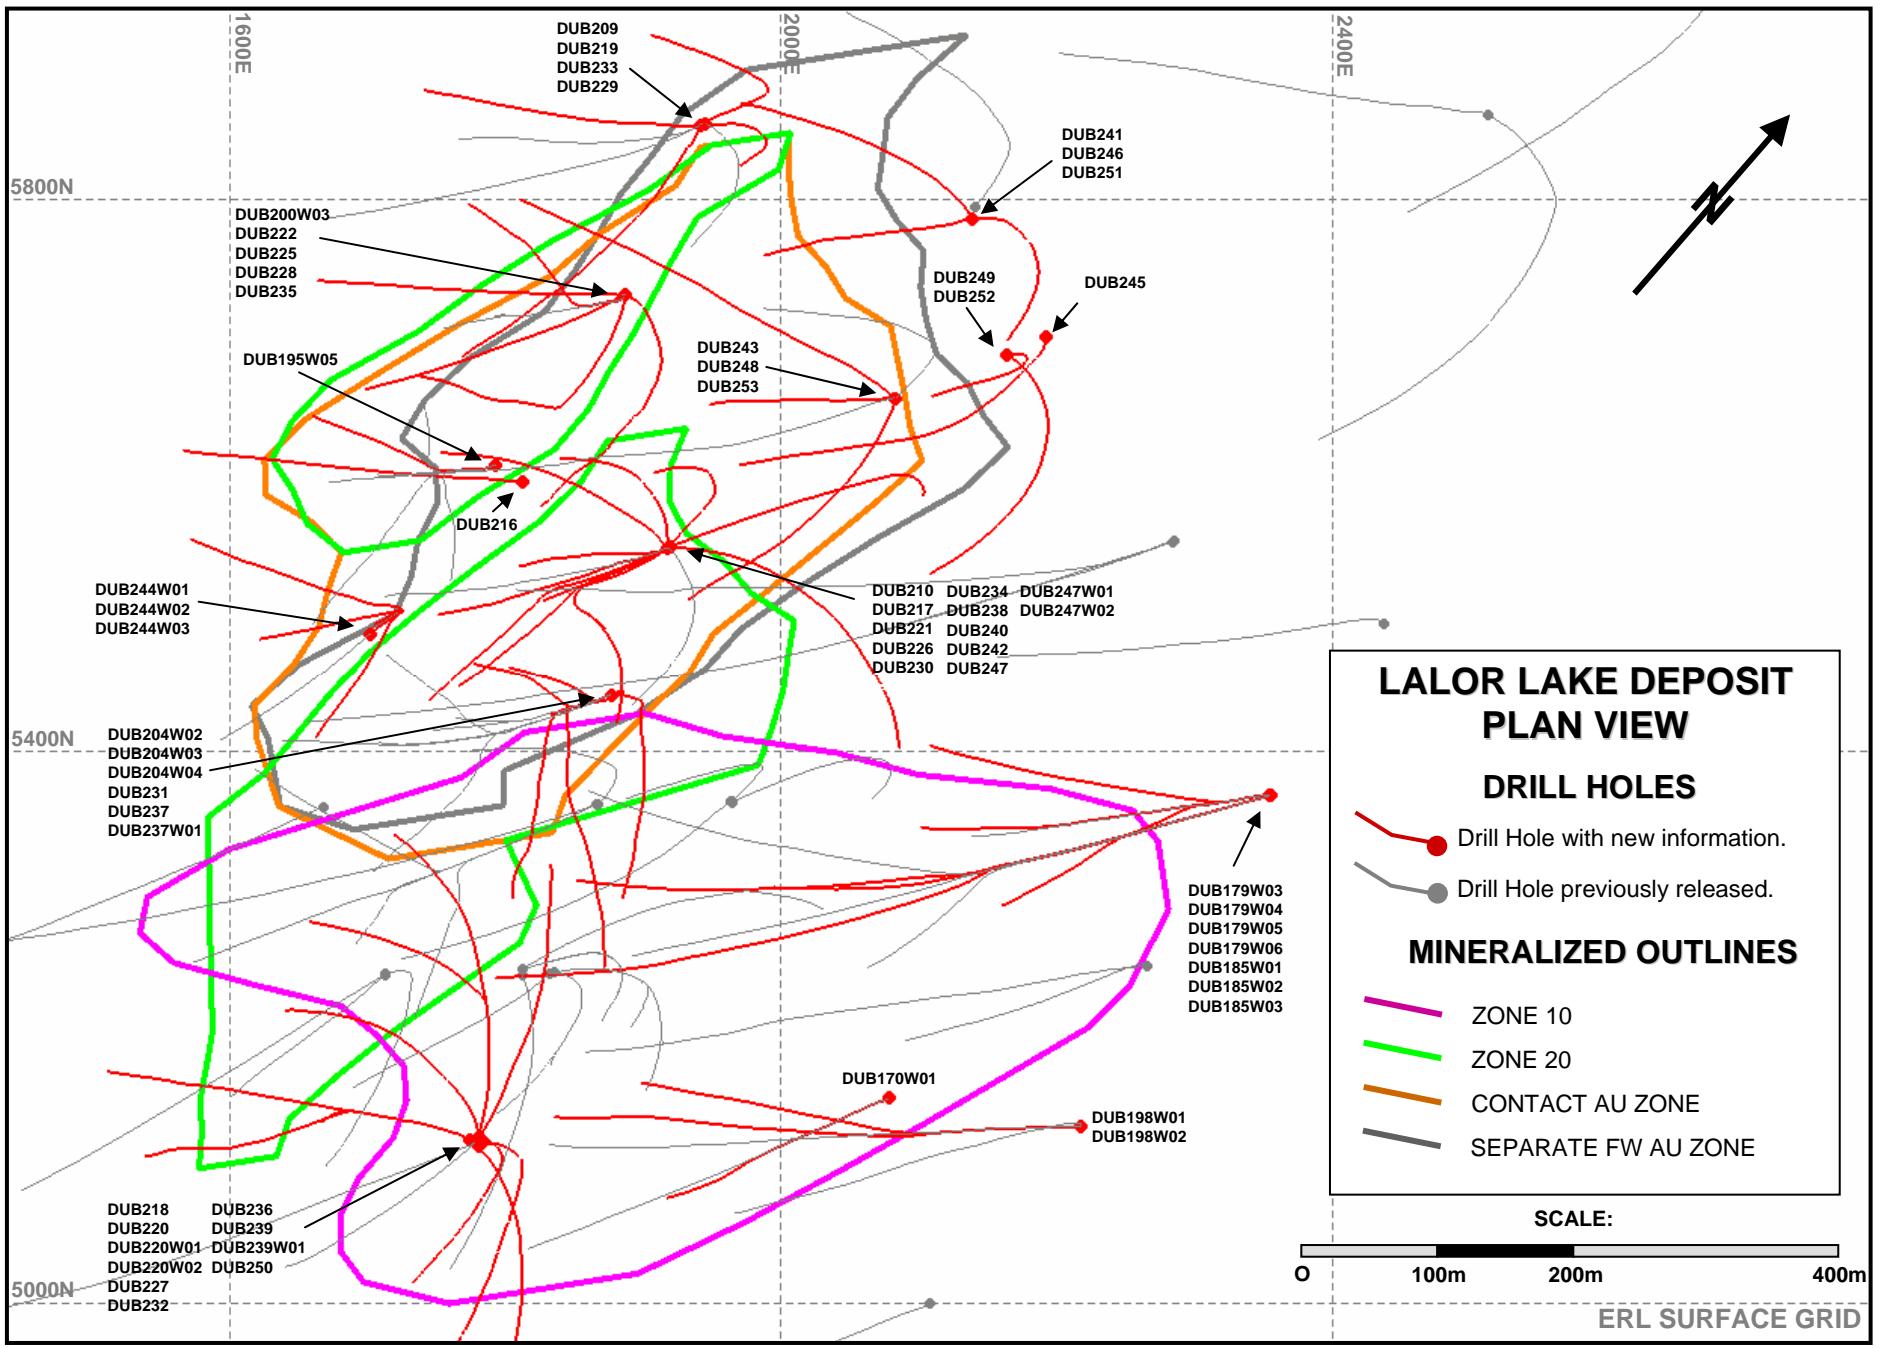 1600E
2000E
2400E
DUB209
DUB219
DUB233
DUB229
DUB241
DUB246
DUB251
5800N
N
DUB200W03
DUB222
DUB225
DUB228
DUB235
DUB249
DUB252
DUB245
DUB195W05
DUB243
DUB248
DUB253
DUB216
DUB244W01
DUB244W02
DUB244W03
DUB210 DUB234 DUB247W01
DUB217 DUB238 DUB247W02
DUB221 DUB240
DUB226 DUB242
DUB230 DUB247
5400N
DUB204W02
DUB204W03
DUB204W04
DUB231
DUB237
DUB237W01
LALOR LAKE DEPOSIT
PLAN VIEW
DRILL HOLES
Drill Hole with new information.
Drill Hole previously released.
MINERALIZED OUTLINES
ZONE 10
ZONE 20
CONTACT AU ZONE
SEPARATE FW AU ZONE
DUB179W03
DUB179W04
DUB179W05
DUB179W06
DUB185W01
DUB185W02
DUB185W03
DUB170W01
DUB198W01
DUB198W02
DUB218 DUB236
DUB220 DUB239
DUB220W01 DUB239W01
DUB220W02 DUB250
DUB227
DUB232
5000N
SCALE:
O 100m 200m 400m
ERL SURFACE GRID